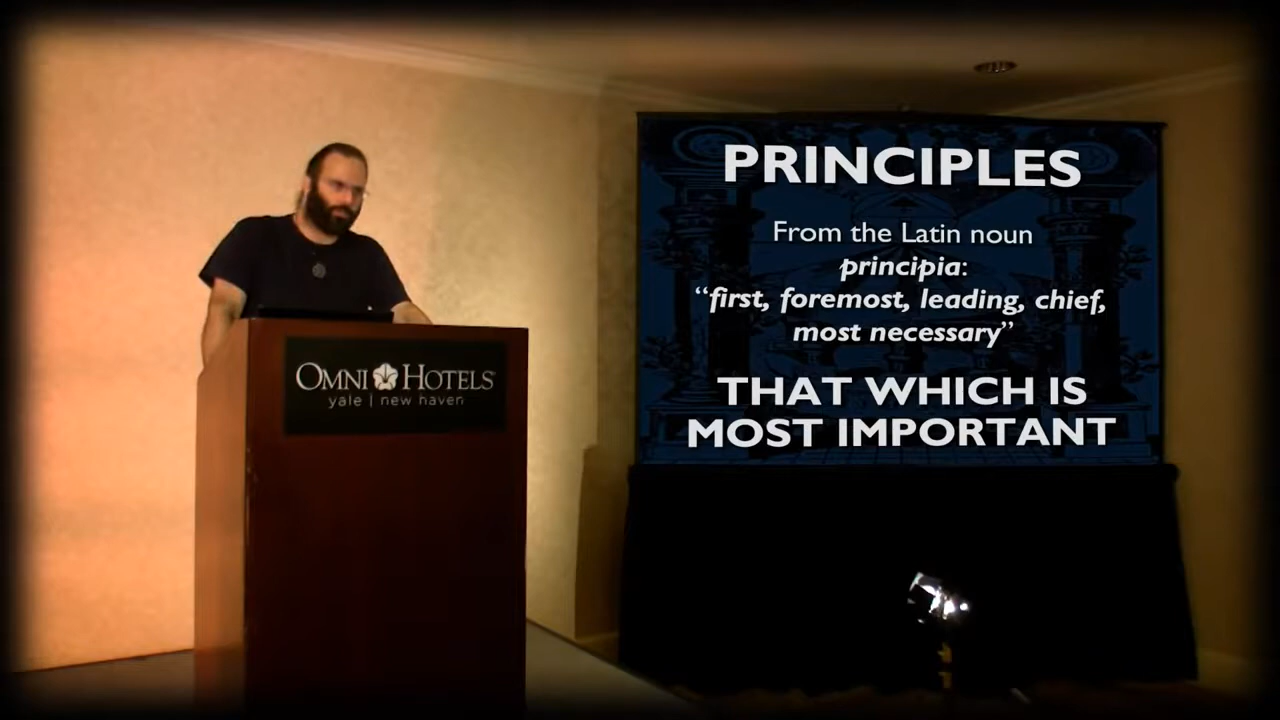 PRINCIPLES
From the Latin noun
principia:
“first, foremost, leading, chief,
most necessary”
THAT WHICH IS
MOST IMPORTANT
OMNI HOTELS
yale | new haven